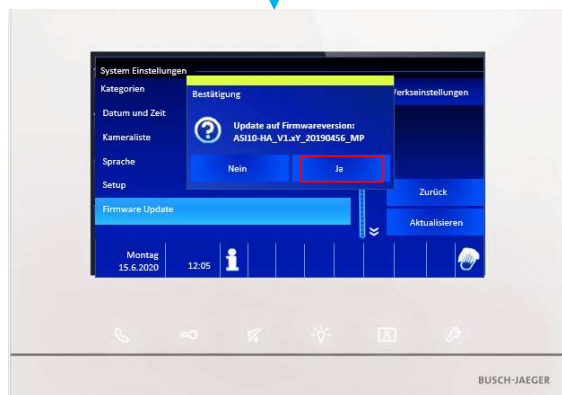 System Einstellungen
Kategorien
Werkseinstellungen
Bestätigung
Datum und Zeit
Update auf Firmwareversion:
Kameraliste
ASI10-HA_V1.xY_20190456_MP
Sprache
Nein
Ja
Setup
Zurück
Firmware Update
Aktualisieren
Montag
15.6.2020
12:05
BUSCH-JAEGER